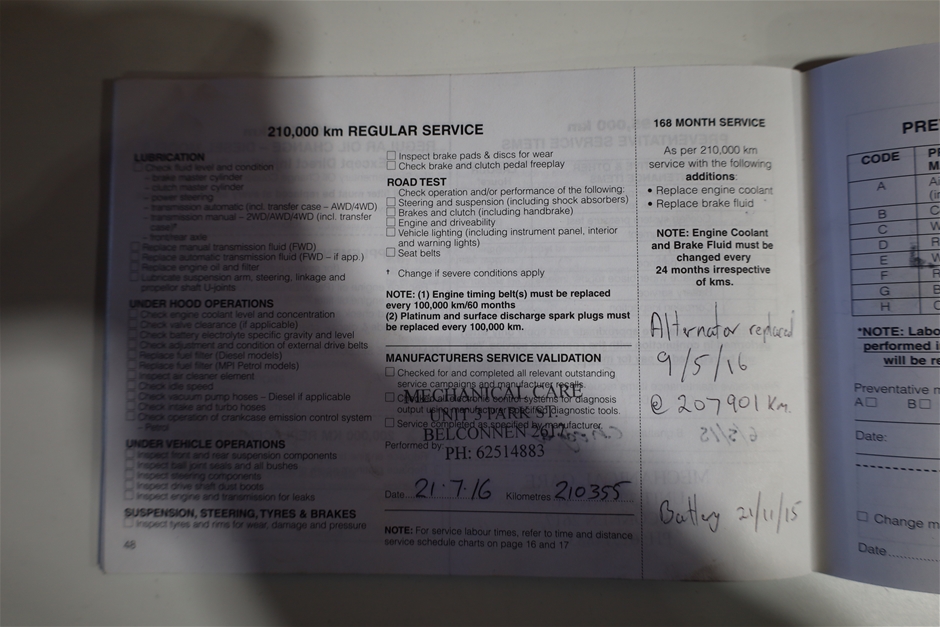 210,000 km REGULAR SERVICE
LUBRICATION
Check fluid level and condition
- brake master cylinder
- clutch master cylinder
- power steering
- transmission automatic (incl. transfer case – AWD/4WD)
- transmission manual – 2WD/AWD/4WD (incl. transfer
case)*
- front/rear axle
Replace manual transmission fluid (FWD)
Replace automatic transmission fluid (FWD – if app.)
Replace engine oil and filter
Lubricate suspension arm, steering, linkage and
propellor shaft U-joints
UNDER HOOD OPERATIONS
Check engine coolant level and concentration
Check valve clearance (if applicable)
Check battery electrolyte specific gravity and level
Check adjustment and condition of external drive belts
Replace fuel filter (Diesel models)
Replace fuel filter (MPI Petrol models)
Inspect air cleaner element
Check idle speed
Check vacuum pump hoses – Diesel if applicable
Check intake and turbo hoses
Check operation of crankcase emission control system
- Petrol
UNDER VEHICLE OPERATIONS
Inspect front and rear suspension components
Inspect ball joint seals and all bushes
Inspect steering components
Inspect drive shaft dust boots
Inspect engine and transmission for leaks
SUSPENSION, STEERING, TYRES & BRAKES
Inspect tyres and rims for wear, damage and pressure
48
Inspect brake pads & discs for wear
Check brake and clutch pedal freeplay
ROAD TEST
Check operation and/or performance of the following:
Steering and suspension (including shock absorbers)
Brakes and clutch (including handbrake)
Engine and driveability
Vehicle lighting (including instrument panel, interior
and warning lights)
Seat belts
† Change if severe conditions apply
NOTE: (1) Engine timing belt(s) must be replaced
every 100,000 km/60 months
(2) Platinum and surface discharge spark plugs must
be replaced every 100,000 km.
MANUFACTURERS SERVICE VALIDATION
Checked for and completed all relevant outstanding
service campaigns and manufacturer recalls.
control systems for diagnosis
output diagnostic tools.
Service completed as specified by manufacturer
Performed by:
MECHANICAL CARE
UNIT 3 PARK ST.
BELCONNEN 2617
PH: 62514883
Date 21.7.16 Kilometres 210355
NOTE: For service labour times, refer to time and distance
service schedule charts on page 16 and 17
168 MONTH SERVICE
As per 210,000 km
service with the following
additions:
• Replace engine coolant
• Replace brake fluid
NOTE: Engine Coolant
and Brake Fluid must be
changed every
24 months irrespective
of kms.
Alternator replaced
9/5/16
@ 207901 Km.
Battery 21/11/15
PRE
CODE
A
B
C
D
E
F
G
H
*NOTE: Labo
performed i
will be re
Preventative m
A B
Date:
Change m
Date